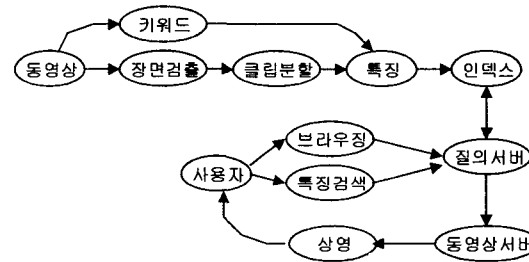 키워드
동영상 장면검출 클립분할 특징 인덱스
브라우징
사용자 특징검색 질의서버
상영 동영상서버